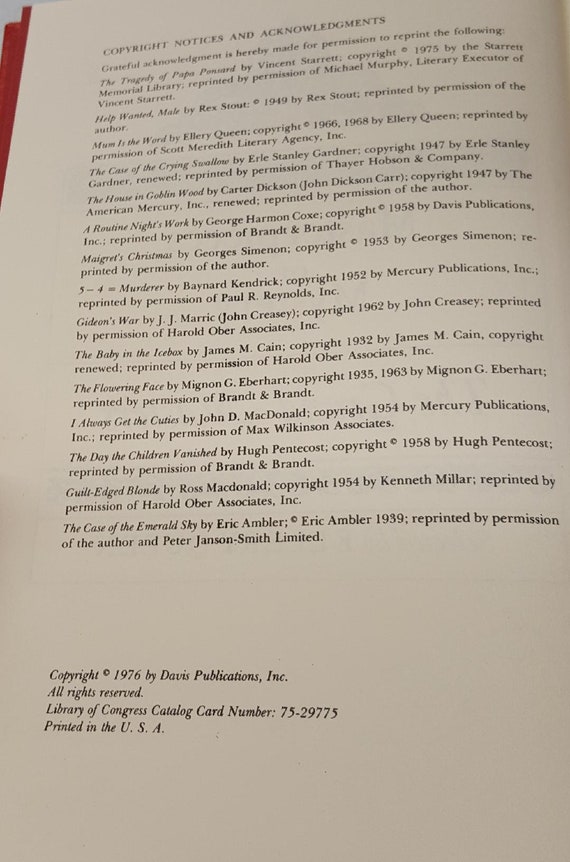 COPYRIGHT NOTICES AND ACKNOWLEDGMENTS
Grateful acknowledgment is hereby made for permission to reprint the following:
The Tragedy of Papa Ponsard by Vincent Starrett; copyright © 1975 by the Starrett
Memorial Library; reprinted by permission of Michael Murphy, Literary Executor of
Vincent Starrett.
Help Wanted, Male by Rex Stout: © 1949 by Rex Stout; reprinted by permission of the
author.
Mum Is the Word by Ellery Queen; copyright © 1966, 1968 by Ellery Queen; reprinted by
permission of Scott Meredith Literary Agency, Inc.
The Case of the Crying Swallow by Erle Stanley Gardner; copyright 1947 by Erle Stanley
Gardner, renewed; reprinted by permission of Thayer Hobson & Company.
The House in Goblin Wood by Carter Dickson (John Dickson Carr); copyright 1947 by The
American Mercury, Inc., renewed; reprinted by permission of the author.
A Routine Night's Work by George Harmon Coxe; copyright © 1958 by Davis Publications,
Inc.; reprinted by permission of Brandt & Brandt.
Maigret's Christmas by Georges Simenon; copyright © 1953 by Georges Simenon; re-
printed by permission of the author.
5 – 4 = Murderer by Baynard Kendrick; copyright 1952 by Mercury Publications, Inc.;
reprinted by permission of Paul R. Reynolds, Inc.
Gideon's War by J. J. Marric (John Creasey); copyright 1962 by John Creasey; reprinted
by permission of Harold Ober Associates, Inc.
The Baby in the Icebox by James M. Cain; copyright 1932 by James M. Cain, copyright
renewed; reprinted by permission of Harold Ober Associates, Inc.
The Flowering Face by Mignon G. Eberhart; copyright 1935, 1963 by Mignon G. Eberhart;
reprinted by permission of Brandt & Brandt.
I Always Get the Cuties by John D. MacDonald; copyright 1954 by Mercury Publications,
Inc.; reprinted by permission of Max Wilkinson Associates.
The Day the Children Vanished by Hugh Pentecost; copyright © 1958 by Hugh Pentecost;
reprinted by permission of Brandt & Brandt.
Guilt-Edged Blonde by Ross Macdonald; copyright 1954 by Kenneth Millar; reprinted by
permission of Harold Ober Associates, Inc.
The Case of the Emerald Sky by Eric Ambler; © Eric Ambler 1939; reprinted by permission
of the author and Peter Janson-Smith Limited.
Copyright © 1976 by Davis Publications, Inc.
All rights reserved.
Library of Congress Catalog Card Number: 75-29775
Printed in the U. S. A.